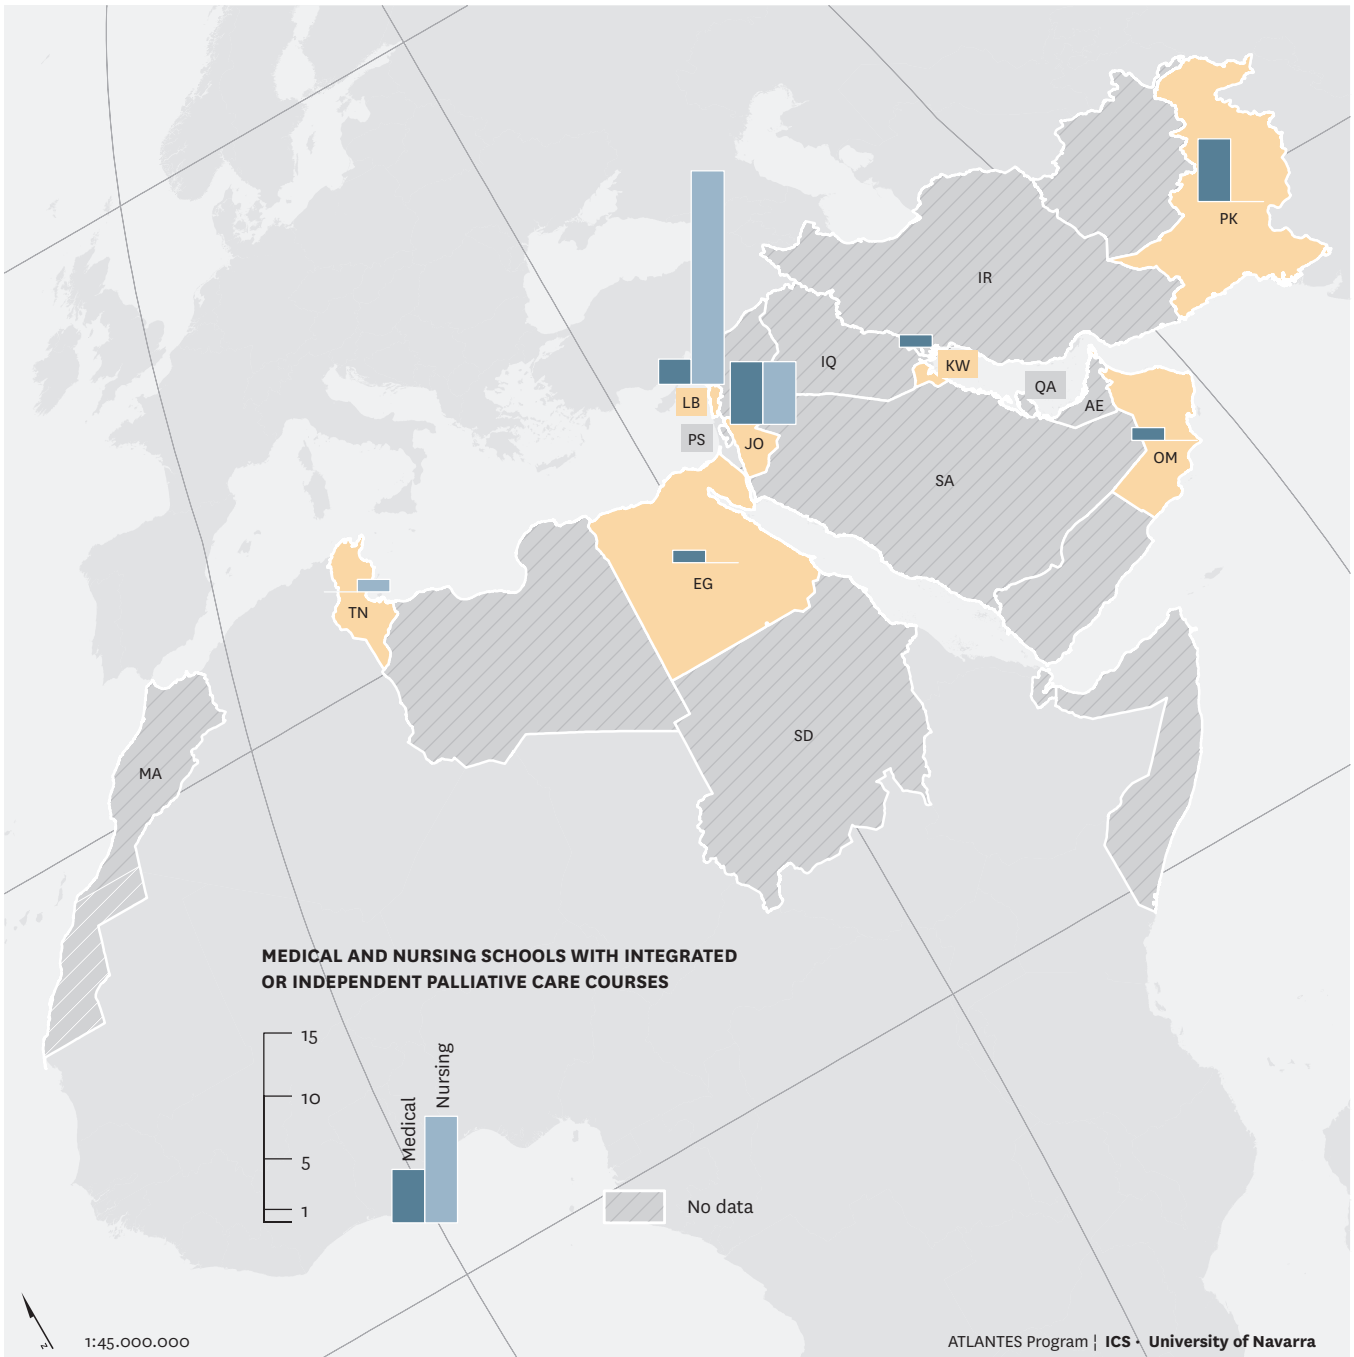 PK
IR
IQ
KW
QA
AE
LB
PS
JO
OM
SA
EG
TN
SD
MA
MEDICAL AND NURSING SCHOOLS WITH INTEGRATED
OR INDEPENDENT PALLIATIVE CARE COURSES
15
10
5
1
Medical
Nursing
No data
N
1:45.000.000
ATLANTES Program ¦ ICS · University of Navarra